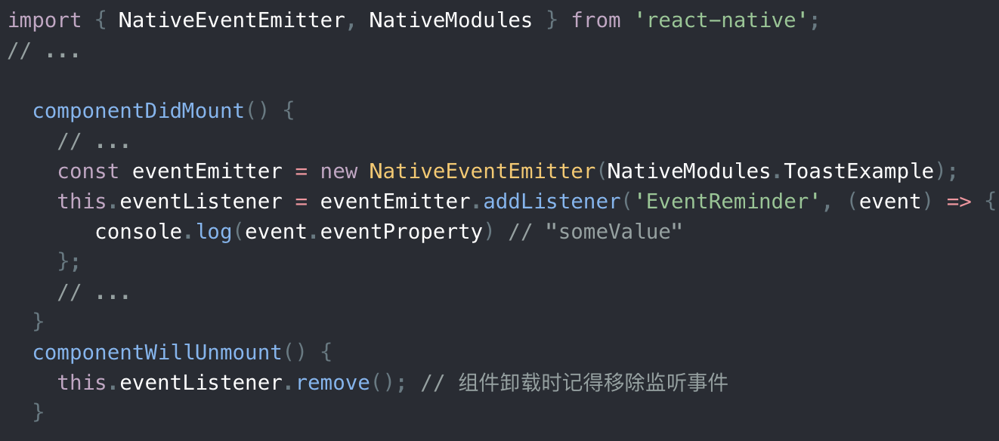 import { NativeEventEmitter, NativeModules } from 'react-native';
// ...
componentDidMount() {
// ...
const eventEmitter = new NativeEventEmitter(NativeModules.ToastExample);
this.eventListener = eventEmitter.addListener('EventReminder', (event) => {
console.log(event.eventProperty) // "someValue"
};
// ...
}
componentWillUnmount() {
this.eventListener.remove(); // 组件卸载时记得移除监听事件
}